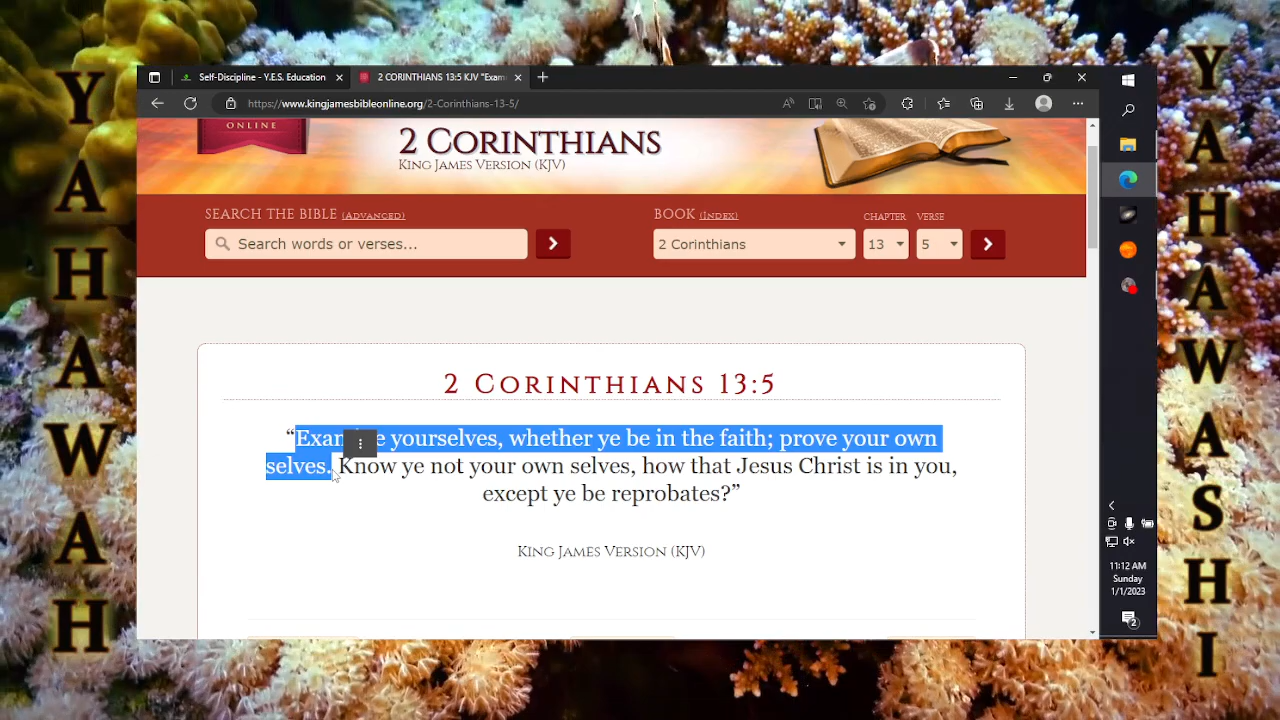 YAHAWAH
Self-Discipline - Y.E.S. Education
2 CORINTHIANS 13:5 KJV "Exam
https://www.kingjamesbibleonline.org/2-Corinthians-13-5/
ONLINE
2 CORINTHIANS
KING JAMES VERSION (KJV)
SEARCH THE BIBLE (ADVANCED)
BOOK (INDEX)
CHAPTER
VERSE
Search words or verses...
2 Corinthians
13
5
2 CORINTHIANS 13:5
“Examine yourselves, whether ye be in the faith; prove your own
selves. Know ye not your own selves, how that Jesus Christ is in you,
except ye be reprobates?”
KING JAMES VERSION (KJV)
11:12 AM
Sunday
1/1/2023
2
YAHAWASHI